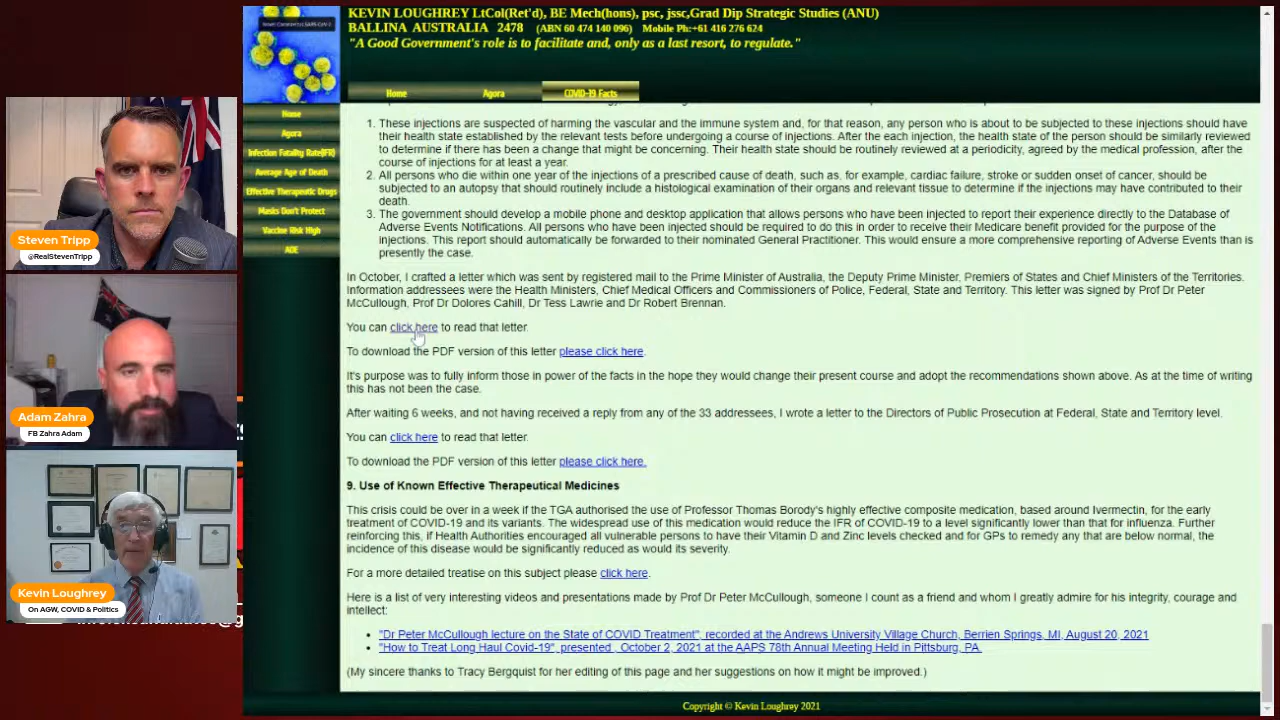 KEVIN LOUGHREY LtCol(Ret'd), BE Mech(hons), psc, jssc,Grad Dip Strategic Studies (ANU)
BALLINA AUSTRALIA 2478 (ABN 60 474 140 096) Mobile Ph:+61 416 276 624
"A Good Government's role is to facilitate and, only as a last resort, to regulate."
Home Agora COVID-19 Facts
Home
Agora
Infection Fatality Rate(IFR)
Average Age of Death
Effective Therapeutic Drugs
Masks Don't Protect
Vaccine Risk High
ADE
1. These injections are suspected of harming the vascular and the immune system and, for that reason, any person who is about to be subjected to these injections should have
their health state established by the relevant tests before undergoing a course of injections. After the each injection, the health state of the person should be similarly reviewed
to determine if there has been a change that might be concerning. Their health state should be routinely reviewed at a periodicity, agreed by the medical profession, after the
course of injections for at least a year.
2. All persons who die within one year of the injections of a prescribed cause of death, such as, for example, cardiac failure, stroke or sudden onset of cancer, should be
subjected to an autopsy that should routinely include a histological examination of their organs and relevant tissue to determine if the injections may have contributed to their
death.
3. The government should develop a mobile phone and desktop application that allows persons who have been injected to report their experience directly to the Database of
Adverse Events Notifications. All persons who have been injected should be required to do this in order to receive their Medicare benefit provided for the purpose of the
injections. This report should automatically be forwarded to their nominated General Practitioner. This would ensure a more comprehensive reporting of Adverse Events than is
presently the case.
In October, I crafted a letter which was sent by registered mail to the Prime Minister of Australia, the Deputy Prime Minister, Premiers of States and Chief Ministers of the Territories.
Information addressees were the Health Ministers, Chief Medical Officers and Commissioners of Police, Federal, State and Territory. This letter was signed by Prof Dr Peter
McCullough, Prof Dr Dolores Cahill, Dr Tess Lawrie and Dr Robert Brennan.
You can click here to read that letter.
To download the PDF version of this letter please click here.
It's purpose was to fully inform those in power of the facts in the hope they would change their present course and adopt the recommendations shown above. As at the time of writing
this has not been the case.
After waiting 6 weeks, and not having received a reply from any of the 33 addressees, I wrote a letter to the Directors of Public Prosecution at Federal, State and Territory level.
You can click here to read that letter.
To download the PDF version of this letter please click here.
9. Use of Known Effective Therapeutical Medicines
This crisis could be over in a week if the TGA authorised the use of Professor Thomas Borody's highly effective composite medication, based around Ivermectin, for the early
treatment of COVID-19 and its variants. The widespread use of this medication would reduce the IFR of COVID-19 to a level significantly lower than that for influenza. Further
reinforcing this, if Health Authorities encouraged all vulnerable persons to have their Vitamin D and Zinc levels checked and for GPs to remedy any that are below normal, the
incidence of this disease would be significantly reduced as would its severity.
For a more detailed treatise on this subject please click here.
Here is a list of very interesting videos and presentations made by Prof Dr Peter McCullough, someone I count as a friend and whom I greatly admire for his integrity, courage and
intellect:
• "Dr Peter McCullough lecture on the State of COVID Treatment", recorded at the Andrews University Village Church, Berrien Springs, MI, August 20, 2021
• "How to Treat Long Haul Covid-19", presented , October 2, 2021 at the AAPS 78th Annual Meeting Held in Pittsburg, PA.
(My sincere thanks to Tracy Bergquist for her editing of this page and her suggestions on how it might be improved.)
Copyright © Kevin Loughrey 2021
Steven Tripp
@RealStevenTripp
Adam Zahra
FB Zahra Adam
Kevin Loughrey
On AGW, COVID & Politics